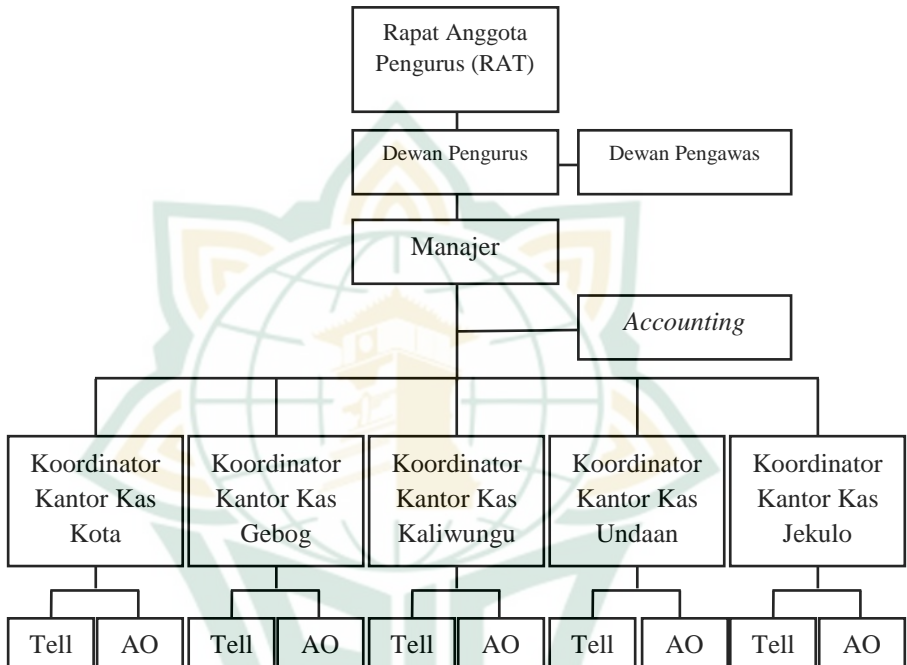 Rapat Anggota
Pengurus (RAT)
Dewan Pengurus
Dewan Pengawas
Manajer
Accounting
Koordinator
Kantor Kas
Kota
Koordinator
Kantor Kas
Gebog
Koordinator
Kantor Kas
Kaliwungu
Koordinator
Kantor Kas
Undaan
Koordinator
Kantor Kas
Jekulo
Tell
AO
Tell
AO
Tell
AO
Tell
AO
Tell
AO